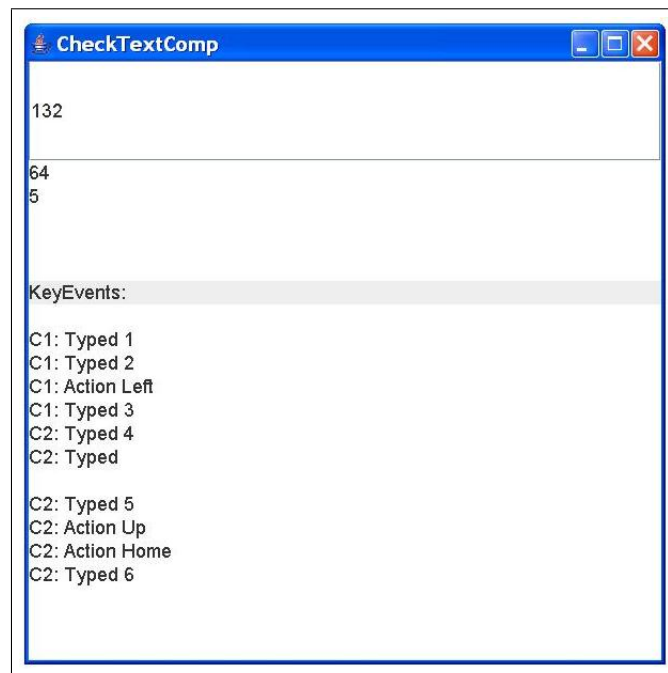 CheckTextComp
132
64
5
KeyEvents:
C1: Typed 1
C1: Typed 2
C1: Action Left
C1: Typed 3
C2: Typed 4
C2: Typed
C2: Typed 5
C2: Action Up
C2: Action Home
C2: Typed 6